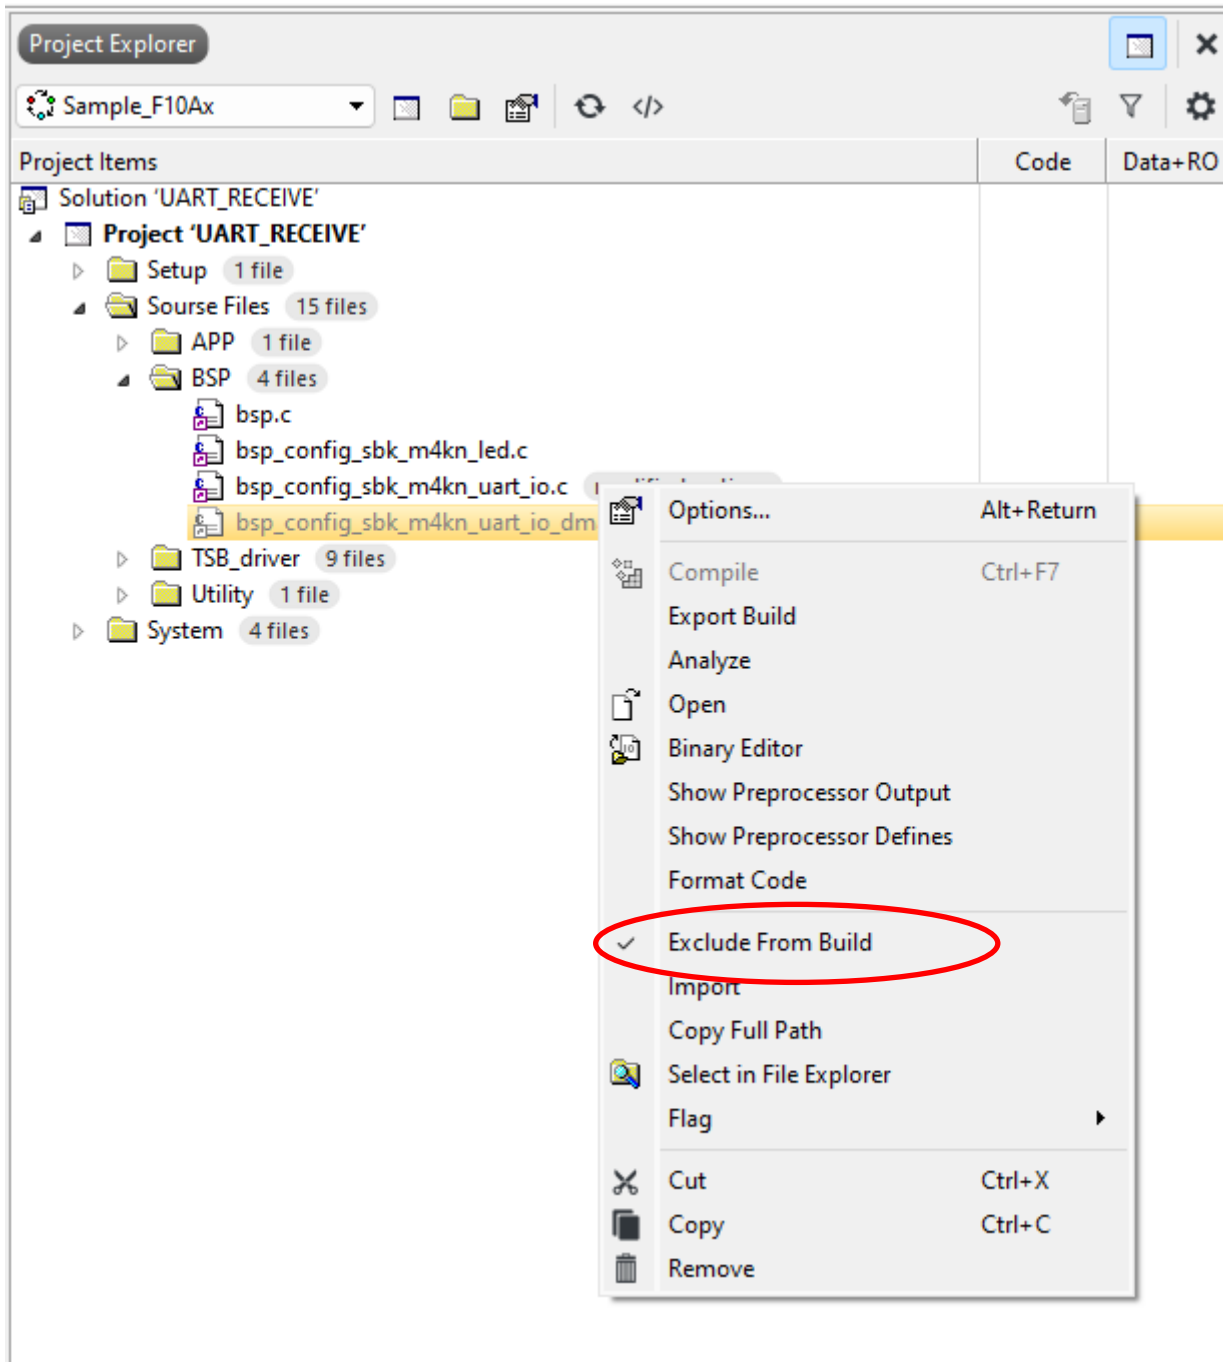 Project Explorer
Sample_F10Ax
</>
Project Items Code Data+RO
Solution ‘UART_RECEIVE’
Project ‘UART_RECEIVE’
Setup 1 file
Sourse Files 15 files
APP 1 file
BSP 4 files
bsp.c
bsp_config_sbk_m4kn_led.c
bsp_config_sbk_m4kn_uart_io.c
bsp_config_sbk_m4kn_uart_io_dm
TSB_driver 9 files
Utility 1 file
System 4 files
Options... Alt+Return
Compile Ctrl+F7
Export Build
Analyze
Open
Binary Editor
Show Preprocessor Output
Show Preprocessor Defines
Format Code
Exclude From Build
Import
Copy Full Path
Select in File Explorer
Flag
Cut Ctrl+X
Copy Ctrl+C
Remove